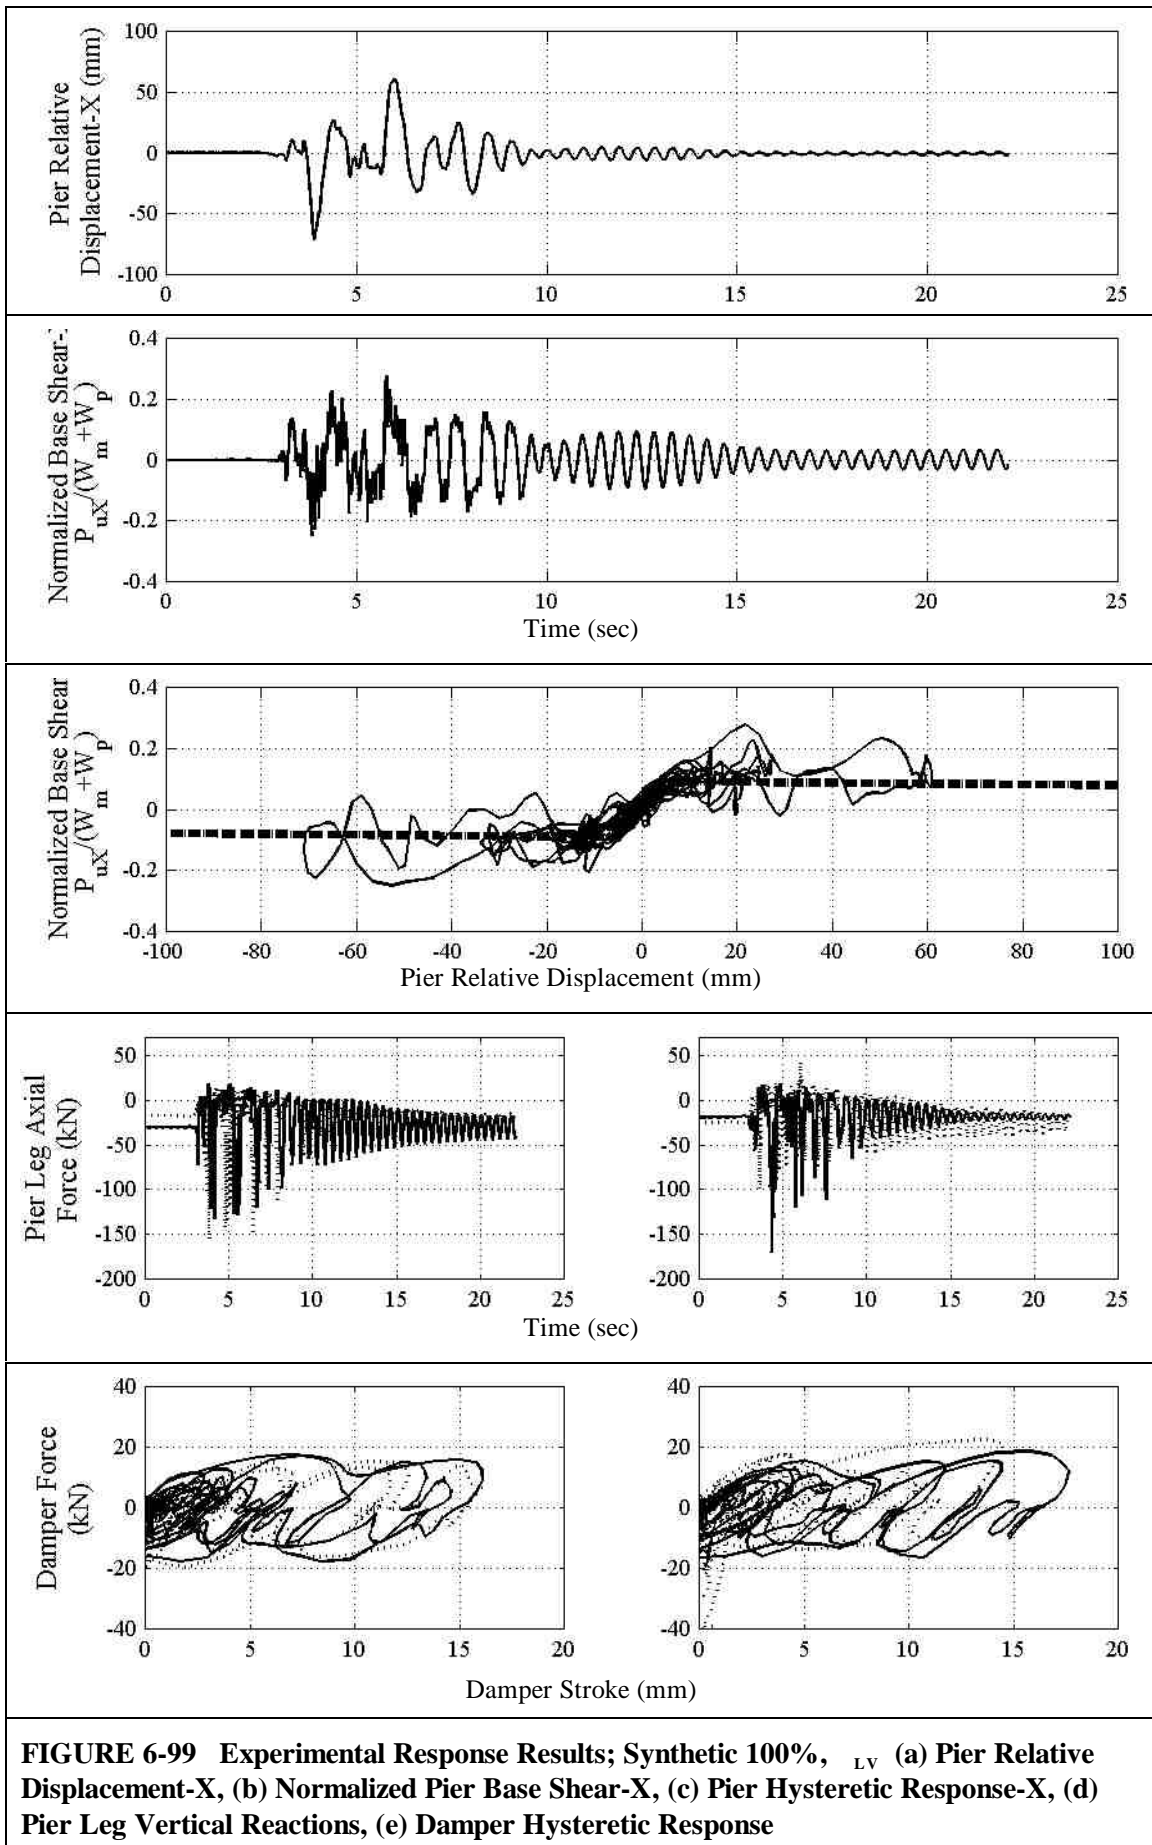 Pier Relative
Displacement-X (mm)
100
50
0
-50
-100
0 5 10 15 20 25
Normalized Base Shear-
P_uX/(W_m+W_p)
0.4
0.2
0
-0.2
-0.4
0 5 10 15 20 25
Time (sec)
Normalized Base Shear
P_uX/(W_m+W_p)
0.4
0.2
0
-0.2
-0.4
-100 -80 -60 -40 -20 0 20 40 60 80 100
Pier Relative Displacement (mm)
Pier Leg Axial
Force (kN)
50
0
-50
-100
-150
-200
0 5 10 15 20 25
50
0
-50
-100
-150
-200
0 5 10 15 20 25
Time (sec)
Damper Force
(kN)
40
20
0
-20
-40
0 5 10 15 20
40
20
0
-20
-40
0 5 10 15 20
Damper Stroke (mm)
FIGURE 6-99 Experimental Response Results; Synthetic 100%, LV (a) Pier Relative
Displacement-X, (b) Normalized Pier Base Shear-X, (c) Pier Hysteretic Response-X, (d)
Pier Leg Vertical Reactions, (e) Damper Hysteretic Response